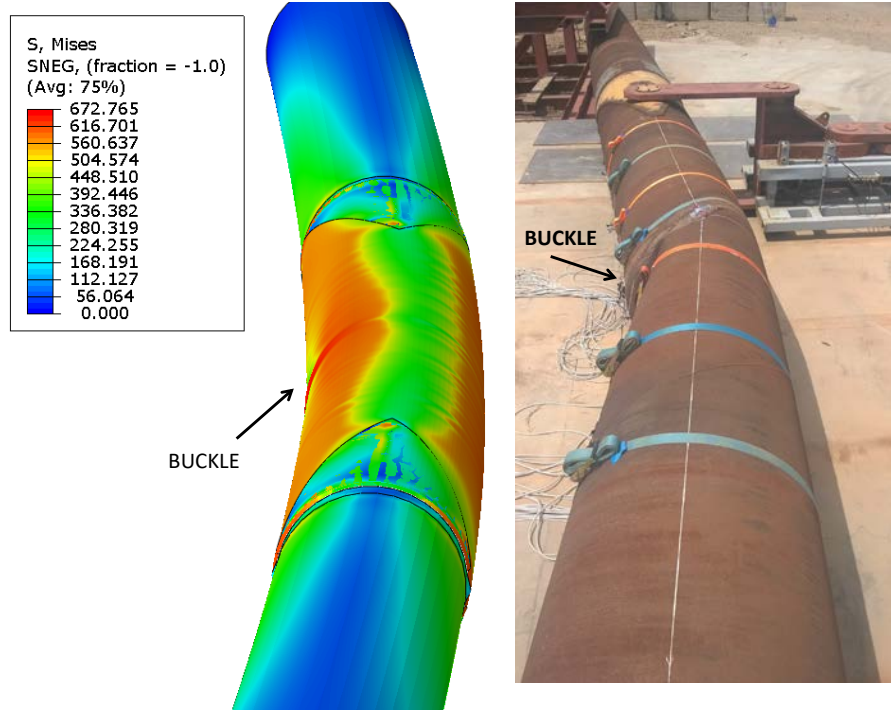 S, Mises
SNEG, (fraction = -1.0)
(Avg: 75%)
672.765
616.701
560.637
504.574
448.510
392.446
336.382
280.319
224.255
168.191
112.127
56.064
0.000
BUCKLE
BUCKLE